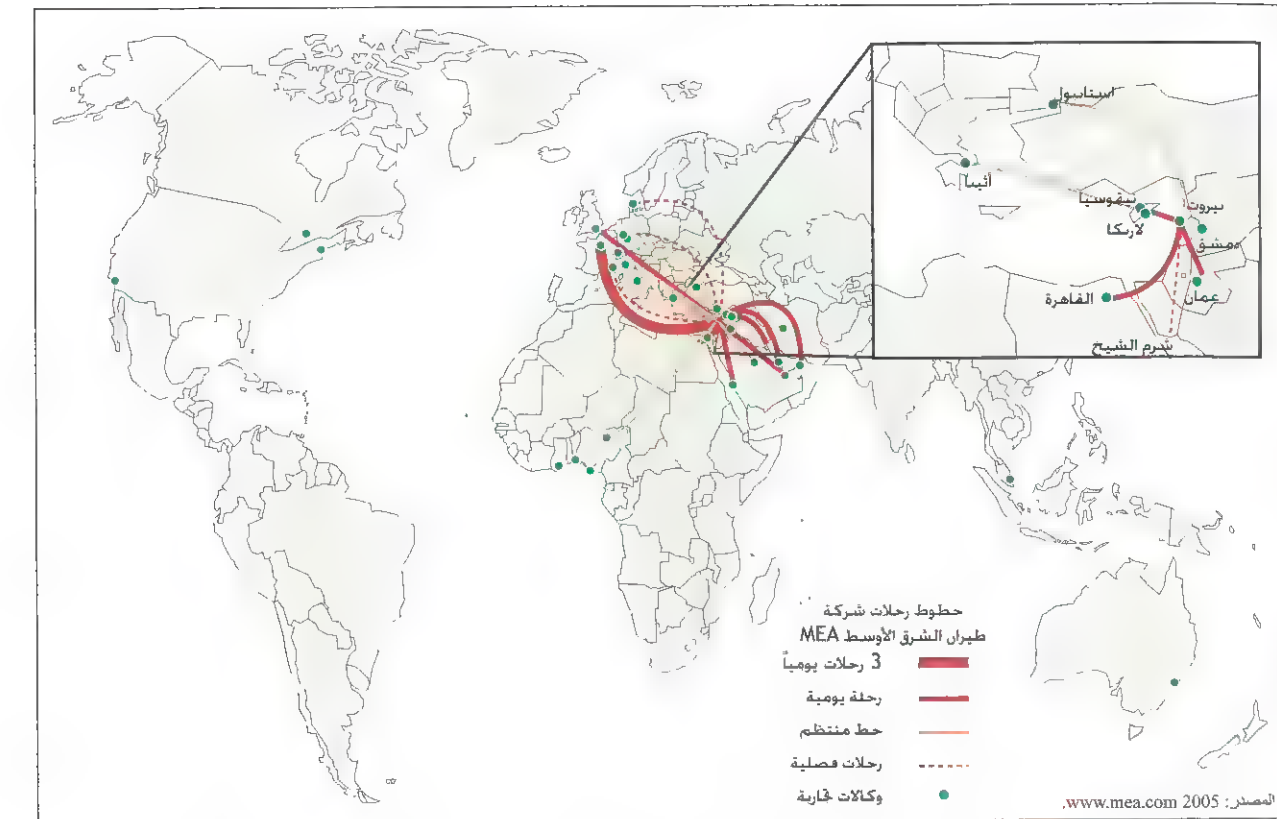 استانبول
أثينا
نيقوسيا
لارنكا
بيروت
دمشق
عمان
القاهرة
شرم الشيخ
خطوط رحلات شركة
طيران الشرق الأوسط MEA
3 رحلات يومياً
رحلة يومية
خط منتظم
رحلات فصلية
وكالات تجارية
المصدر: www.mea.com 2005.